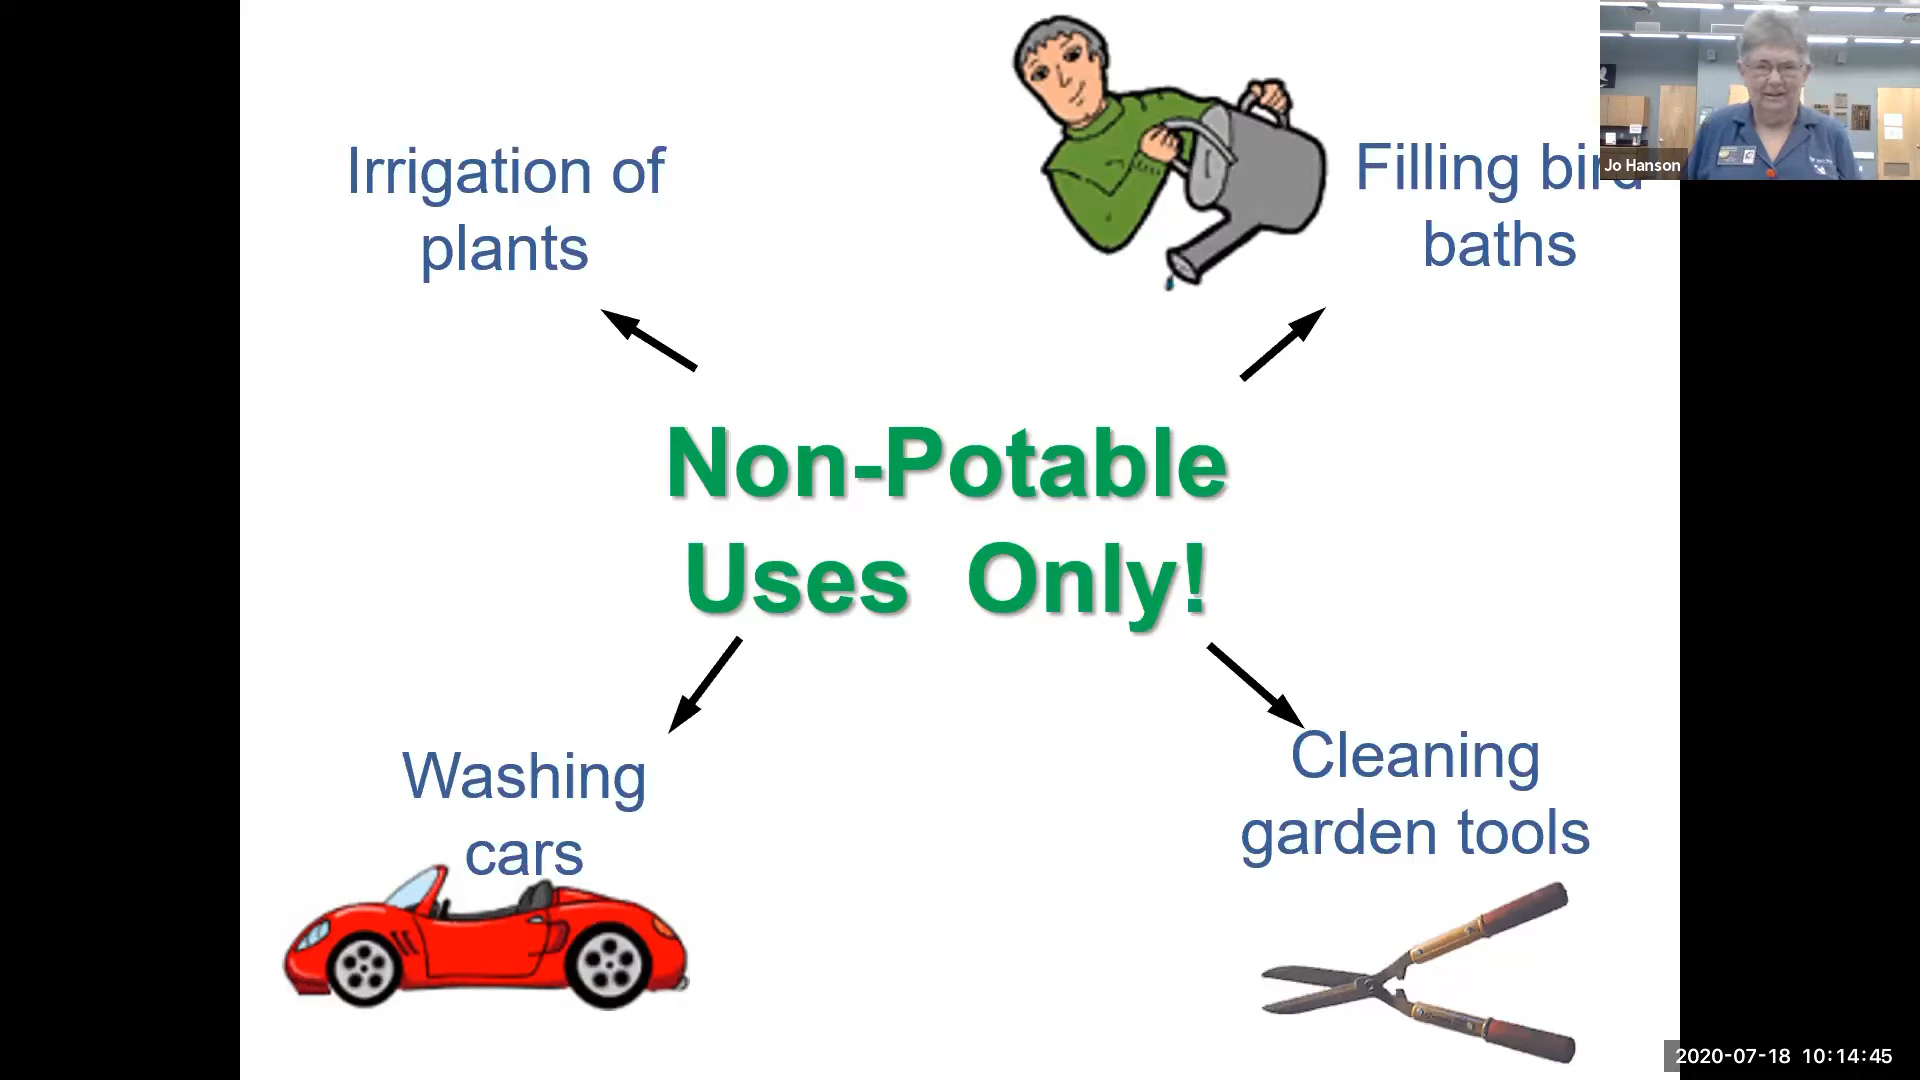 Irrigation of
plants
Filling bird
baths
Jo Hanson
Non-Potable
Uses Only!
Washing
cars
Cleaning
garden tools
2020-07-18 10:14:45